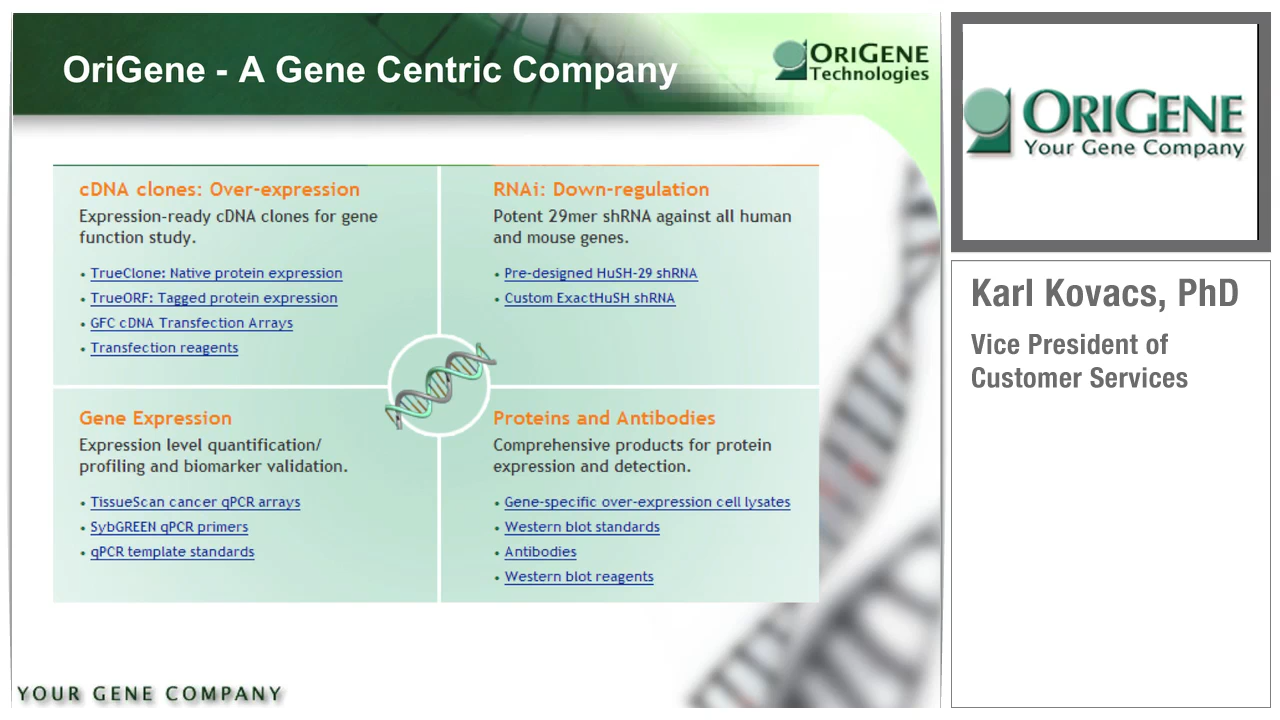 OriGene - A Gene Centric Company
ORIGENE
Technologies
cDNA clones: Over-expression
Expression-ready cDNA clones for gene
function study.
• TrueClone: Native protein expression
• TrueORF: Tagged protein expression
• GFC cDNA Transfection Arrays
• Transfection reagents
RNAi: Down-regulation
Potent 29mer shRNA against all human
and mouse genes.
• Pre-designed HuSH-29 shRNA
• Custom ExactHuSH shRNA
Gene Expression
Expression level quantification/
profiling and biomarker validation.
• TissueScan cancer qPCR arrays
• SybGREEN qPCR primers
• qPCR template standards
Proteins and Antibodies
Comprehensive products for protein
expression and detection.
• Gene-specific over-expression cell lysates
• Western blot standards
• Antibodies
• Western blot reagents
YOUR GENE COMPANY
ORIGENE
Your Gene Company
Karl Kovacs, PhD
Vice President of
Customer Services